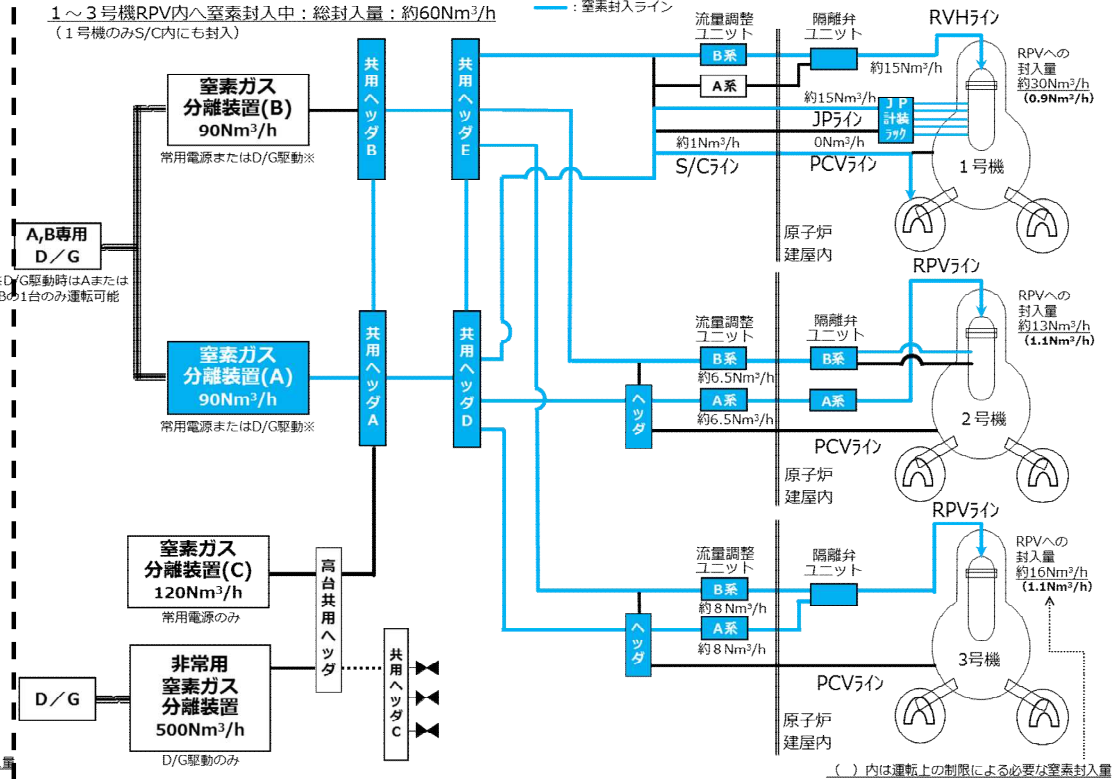 1～3号機RPV内へ窒素封入中：総封入量：約60Nm³/h
（1号機のみS/C内にも封入）
：窒素封入ライン
窒素ガス
分離装置(B)
90Nm³/h
常用電源またはD/G駆動※
A,B専用
D／G
D/G駆動時はAまたは
Bの1台のみ運転可能
窒素ガス
分離装置(A)
90Nm³/h
常用電源またはD/G駆動※
窒素ガス
分離装置(C)
120Nm³/h
常用電源のみ
D／G
非常用
窒素ガス
分離装置
500Nm³/h
D/G駆動のみ
量
共用ヘッダB
共用ヘッダE
共用ヘッダA
共用ヘッダD
高台共用ヘッダ
共用ヘッダC
流量調整
ユニット
隔離弁
ユニット
RVHライン
B系
A系
約15Nm³/h
約15Nm³/h
JPライン
JP
計装
ラック
約1Nm³/h
0Nm³/h
S/Cライン
PCVライン
原子炉
建屋内
RPVへの
封入量
約30Nm³/h
(0.9Nm³/h)
1号機
流量調整
ユニット
隔離弁
ユニット
RPVライン
B系
B系
約6.5Nm³/h
A系
A系
約6.5Nm³/h
ヘッダ
PCVライン
原子炉
建屋内
RPVへの
封入量
約13Nm³/h
(1.1Nm³/h)
2号機
流量調整
ユニット
隔離弁
ユニット
RPVライン
B系
約8Nm³/h
A系
約8Nm³/h
ヘッダ
PCVライン
原子炉
建屋内
RPVへの
封入量
約16Nm³/h
(1.1Nm³/h)
3号機
（ ）内は運転上の制限による必要な窒素封入量